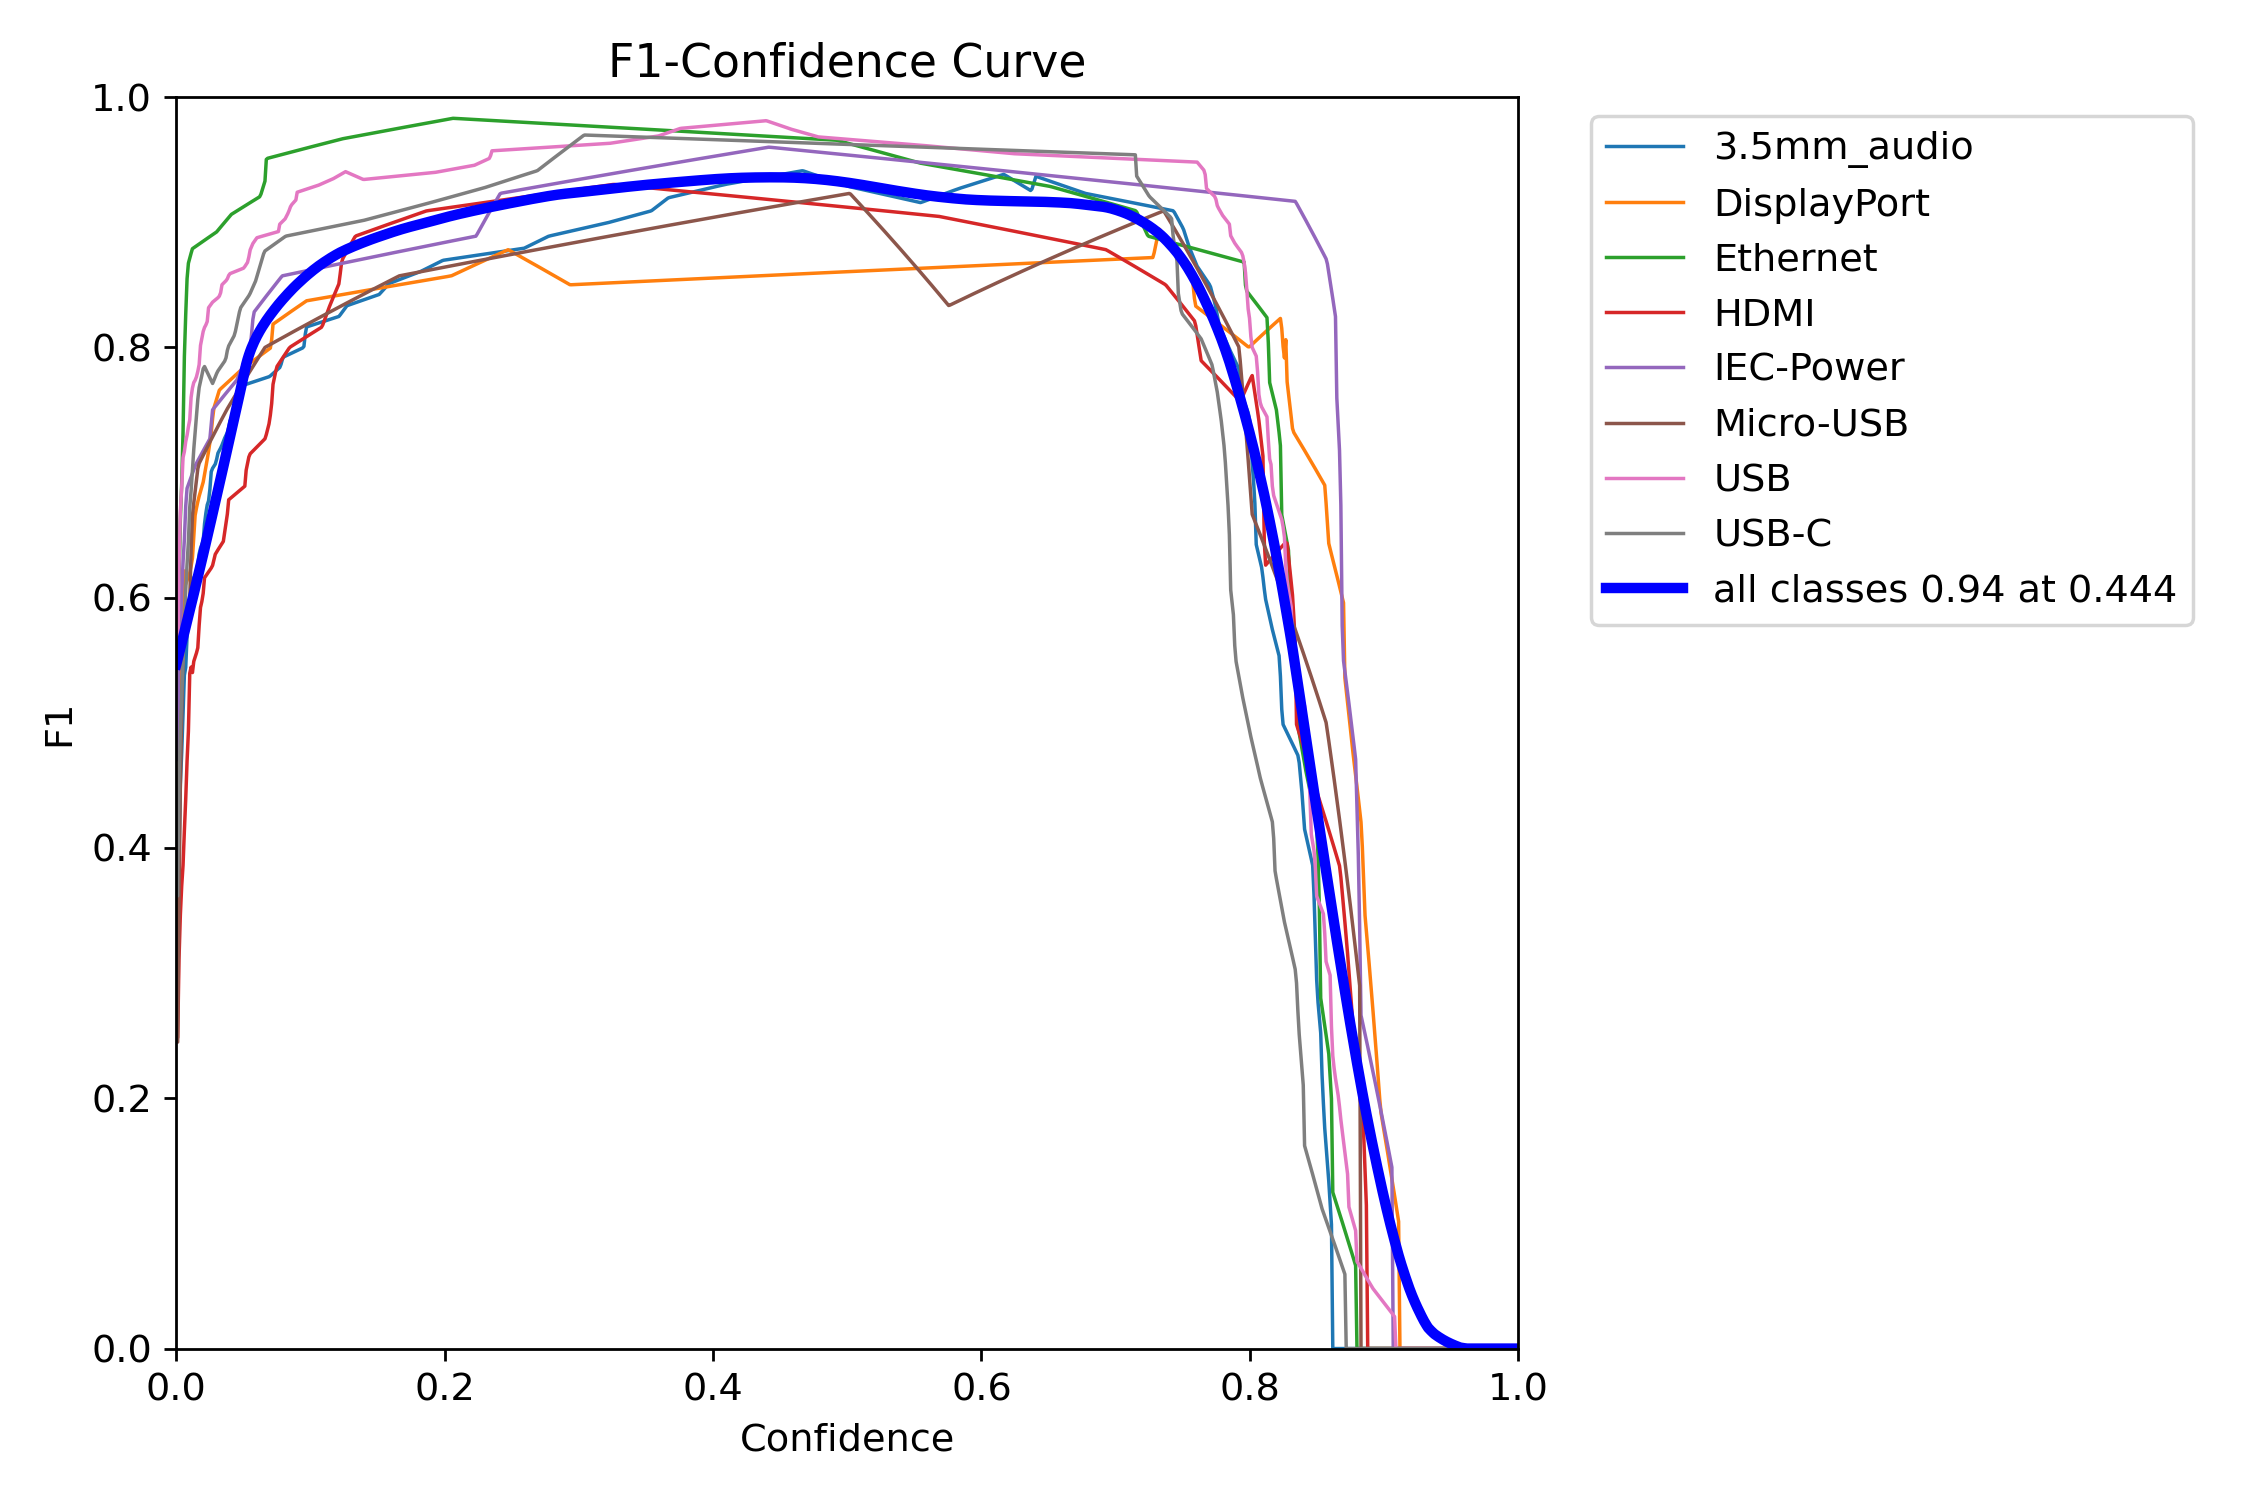 F1-Confidence Curve
1.0
0.8
0.6
0.4
0.2
0.0
F1
0.0 0.2 0.4 0.6 0.8 1.0
Confidence
3.5mm_audio
DisplayPort
Ethernet
HDMI
IEC-Power
Micro-USB
USB
USB-C
all classes 0.94 at 0.444